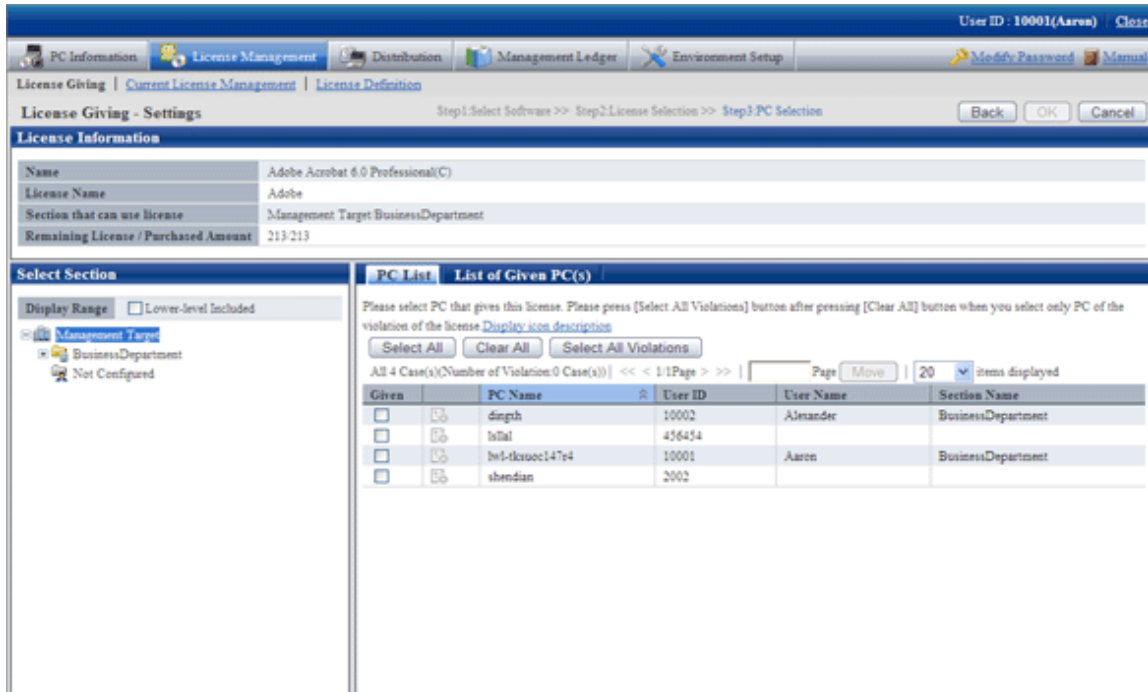 User ID : 10001(Aaron) Close
PC Information License Management Distribution Management Ledger Environment Setup Modify Password Manual
License Giving | Current License Management | License Definition
License Giving - Settings Step1:Select Software >> Step2:License Selection >> Step3:PC Selection Back OK Cancel
License Information
Name Adobe Acrobat 6.0 Professional(C)
License Name Adobe
Section that can use license Management Target/BusinessDepartment
Remaining License / Purchased Amount 213/213
Select Section
Display Range Lower-level Included
Management Target
BusinessDepartment
Not Configured
PC List List of Given PC(s)
Please select PC that gives this license. Please press [Select All Violations] button after pressing [Clear All] button when you select only PC of the
violation of the license.Display icon description
Select All Clear All Select All Violations
All 4 Case(s)(Number of Violation:0 Case(s)) | << < 1/1Page > >> | Page Move | 20 items displayed
Given PC Name User ID User Name Section Name
dingzh 10002 Alexander BusinessDepartment
456454
10001 Aaron BusinessDepartment
shendian 2002